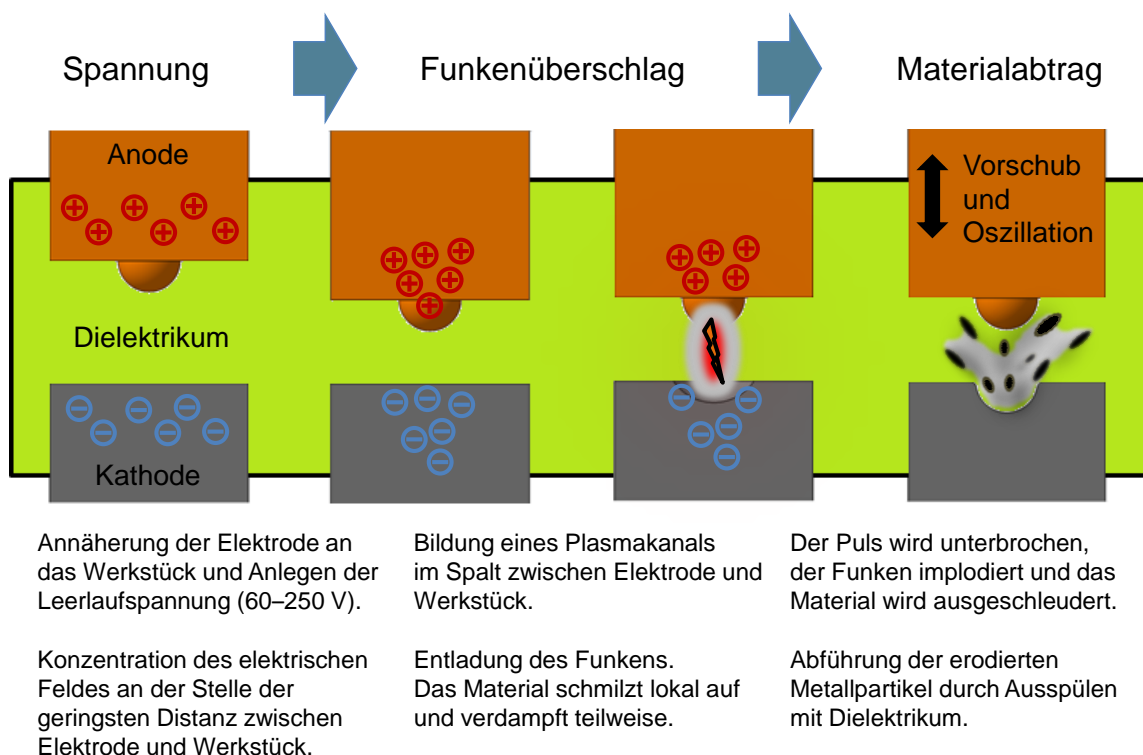 Spannung
Funkenüberschlag
Materialabtrag
Anode
Vorschub
und
Oszillation
Dielektrikum
Kathode
Annäherung der Elektrode an
das Werkstück und Anlegen der
Leerlaufspannung (60–250 V).
Konzentration des elektrischen
Feldes an der Stelle der
geringsten Distanz zwischen
Elektrode und Werkstück.
Bildung eines Plasmakanals
im Spalt zwischen Elektrode und
Werkstück.
Entladung des Funkens.
Das Material schmilzt lokal auf
und verdampft teilweise.
Der Puls wird unterbrochen,
der Funken implodiert und das
Material wird ausgeschleudert.
Abführung der erodierten
Metallpartikel durch Ausspülen
mit Dielektrikum.